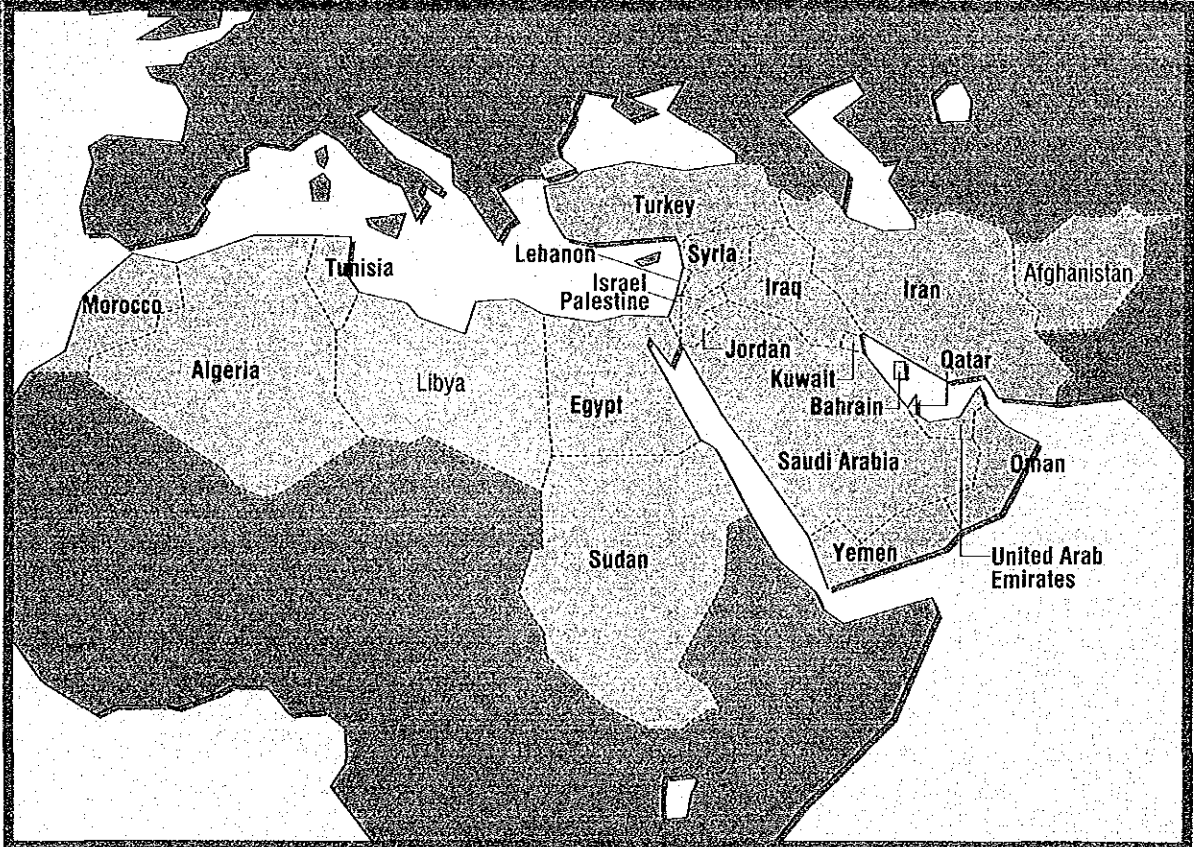 Turkey
Lebanon
Syria
Israel
Palestine
Tunisia
Iraq
Iran
Afghanistan
Morocco
Jordan
Algeria
Libya
Egypt
Kuwait
Qatar
Bahrain
Saudi Arabia
Oman
Sudan
Yemen
United Arab
Emirates